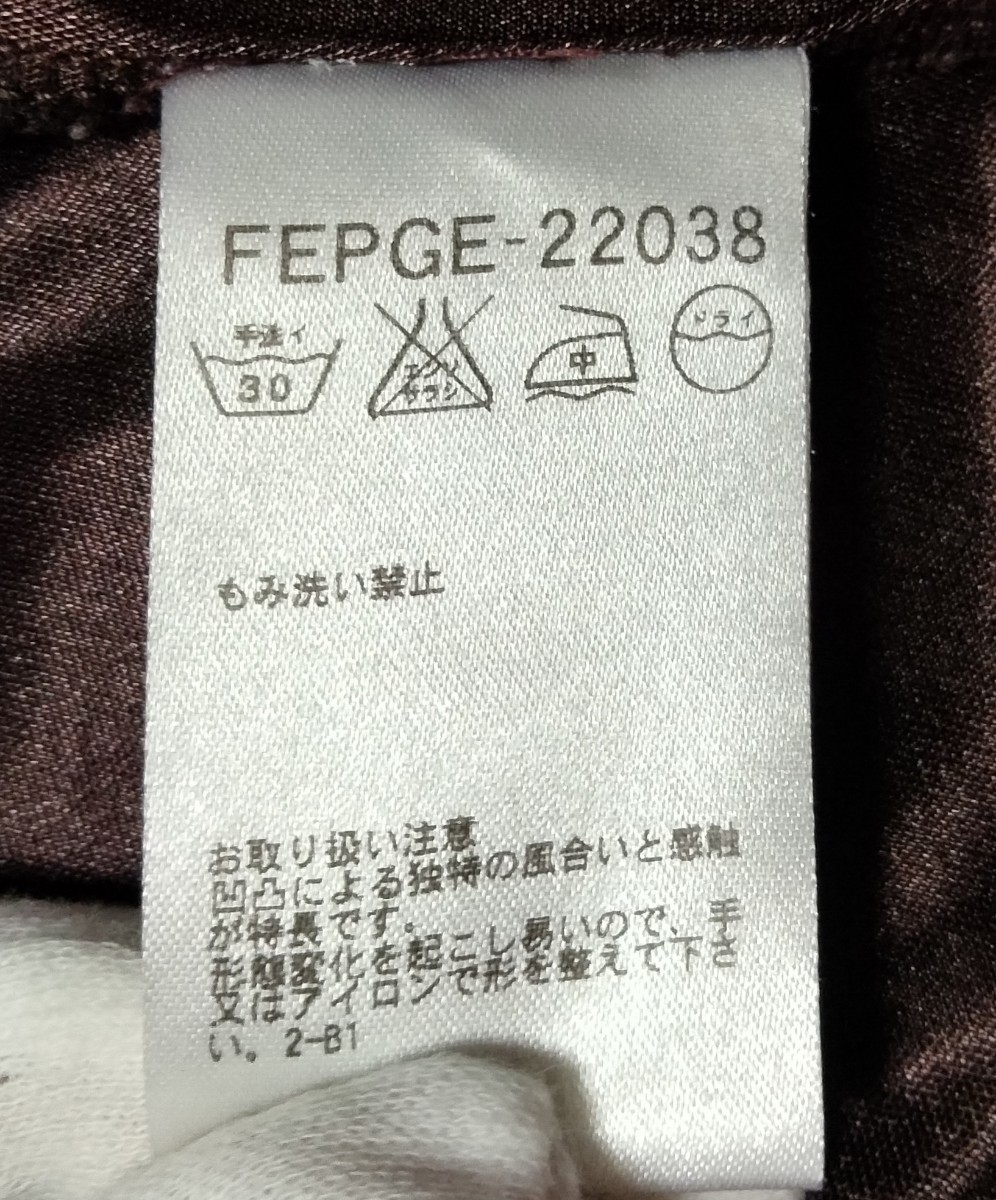 FEPGE-22038
手洗イ
30
エンソ
サラシ
中
ドライ
もみ洗い禁止
お取り扱い注意
凹凸による独特の風合いと感触
が特長です。
形態変化を起こし易いので、手
又はアイロンで形を整えて下さ
い。2-B1